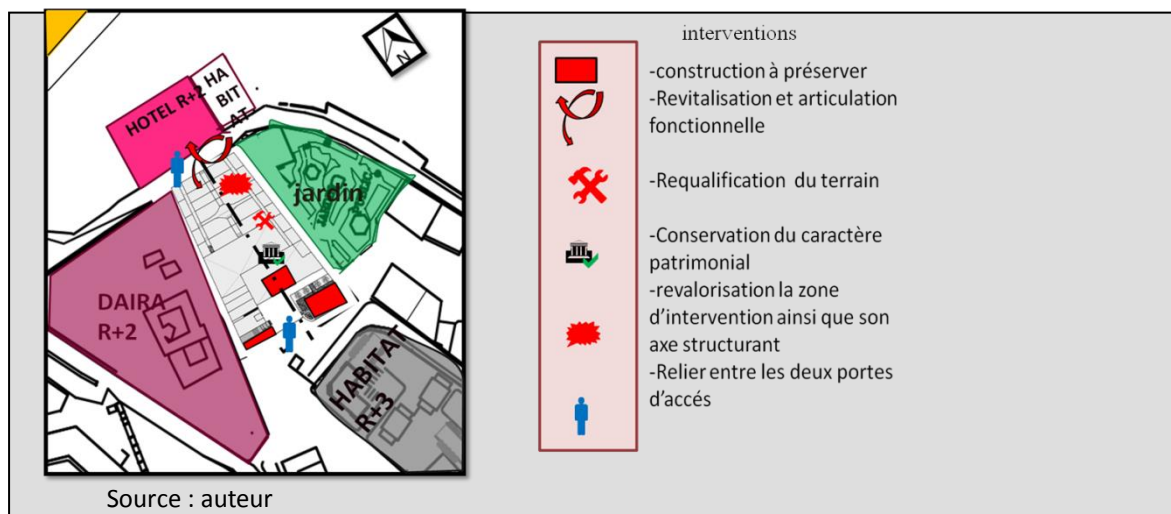 N
HOTEL R+2
HA
BIT
AT
jardin
DAIRA
R+2
HABITAT
R+3
Source : auteur
interventions
-construction à préserver
-Revitalisation et articulation
fonctionnelle
-Requalification du terrain
-Conservation du caractère
patrimonial
-revalorisation la zone
d’intervention ainsi que son
axe structurant
-Relier entre les deux portes
d’accés